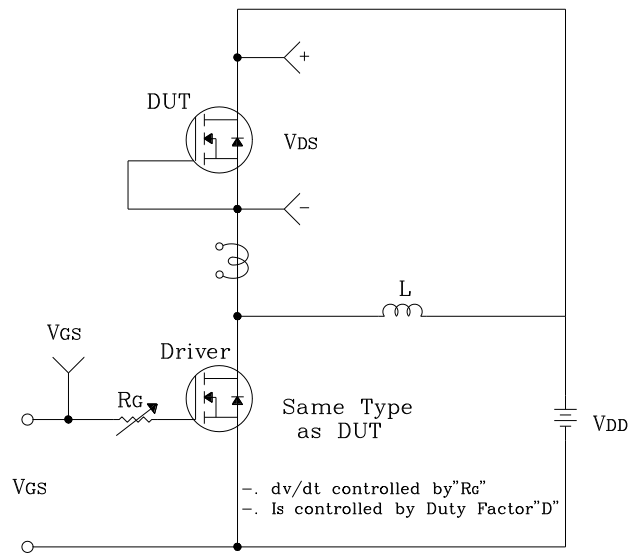 +
DUT
VDS
-
L
VGS
Driver
RG
Same Type
as DUT
VDD
VGS
-. dv/dt controlled by"RG"
-. Is controlled by Duty Factor"D"